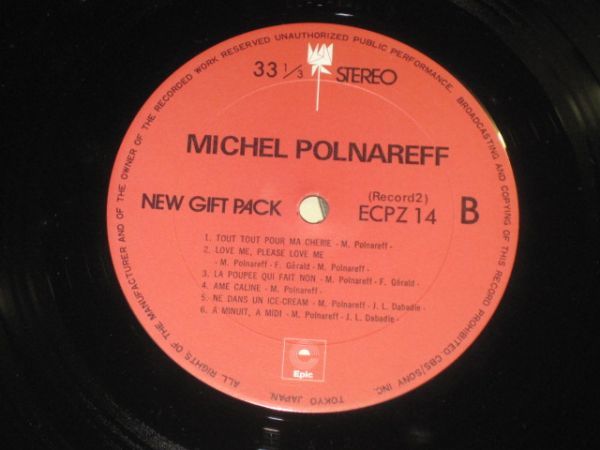 ALL RIGHTS OF THE MANUFACTURER AND OF THE OWNER OF THE RECORDED WORK RESERVED UNAUTHORIZED PUBLIC PERFORMANCE, BROADCASTING AND COPYING OF THIS RECORD PROHIBITED CBS/SONY INC. TOKYO JAPAN.
33 1/3 STEREO
MICHEL POLNAREFF
NEW GIFT PACK
(Record2)
ECPZ 14
B
1. TOUT TOUT POUR MA CHERIE - M. Polnareff -
2. LOVE ME, PLEASE LOVE ME
- M. Polnareff - F. Gérald - M. Polnareff -
3. LA POUPEE QUI FAIT NON - M. Polnareff - F. Gérald -
4. AME CALINE - M. Polnareff -
5. NE DANS UN ICE-CREAM - M. Polnareff - J. L. Dabadie -
6. A MINUIT, A MIDI - M. Polnareff - J. L. Dabadie -
Epic